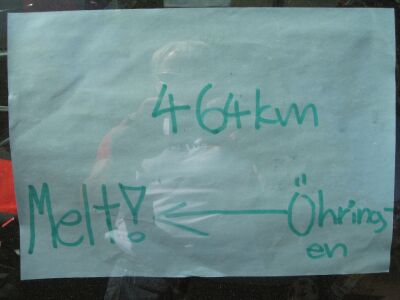 464km
Melt! ← Öhring-
en